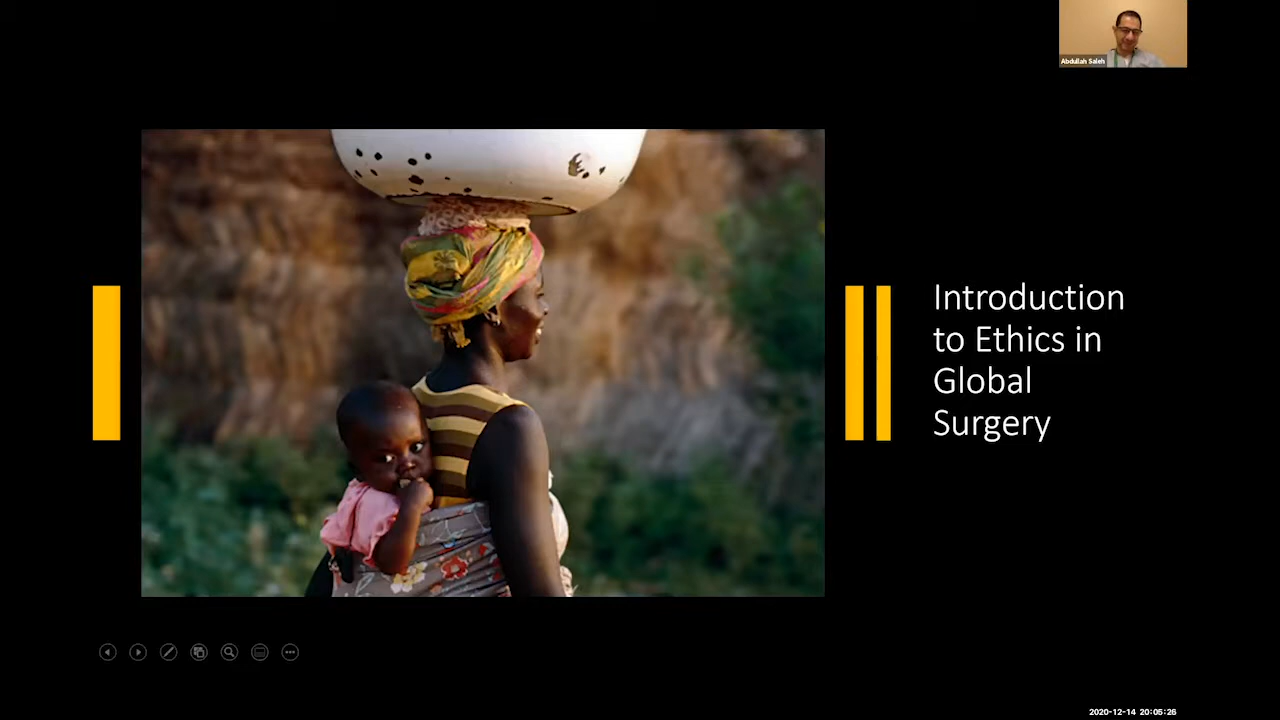 Abdullah Saleh
Introduction
to Ethics in
Global
Surgery
2020-12-14 20:05:26